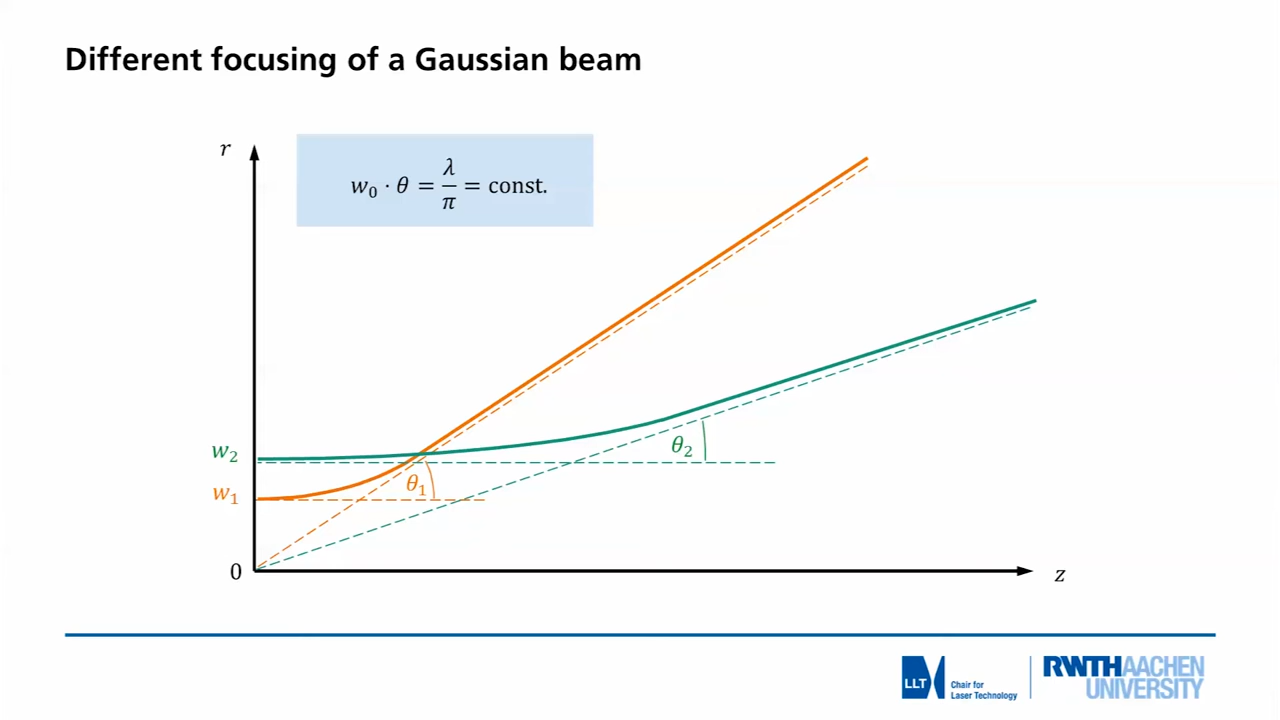 Different focusing of a Gaussian beam
r
w₀ · θ = λ/π = const.
w₂
θ₂
w₁
θ₁
0
z
LLT
Chair for
Laser Technology
RWTHAACHEN
UNIVERSITY